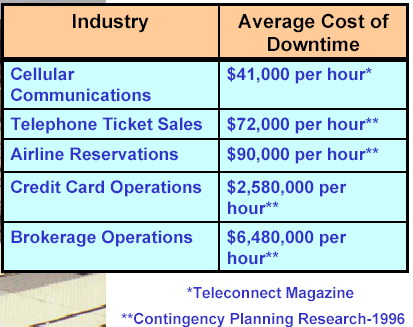 Industry
Average Cost of
Downtime
Cellular
Communications
$41,000 per hour*
Telephone Ticket Sales
$72,000 per hour**
Airline Reservations
$90,000 per hour**
Credit Card Operations
$2,580,000 per
hour**
Brokerage Operations
$6,480,000 per
hour**
*Teleconnect Magazine
**Contingency Planning Research-1996